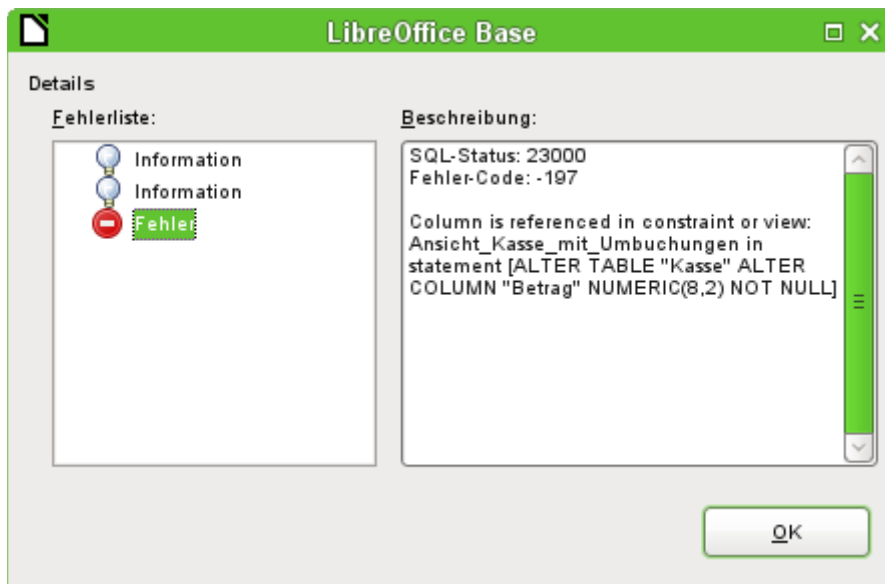 LibreOffice Base
Details
Fehlerliste:
Beschreibung:
Information
Information
Fehler
SQL-Status: 23000
Fehler-Code: -197
Column is referenced in constraint or view:
Ansicht_Kasse_mit_Umbuchungen in
statement [ALTER TABLE "Kasse" ALTER
COLUMN "Betrag" NUMERIC(8,2) NOT NULL]
OK